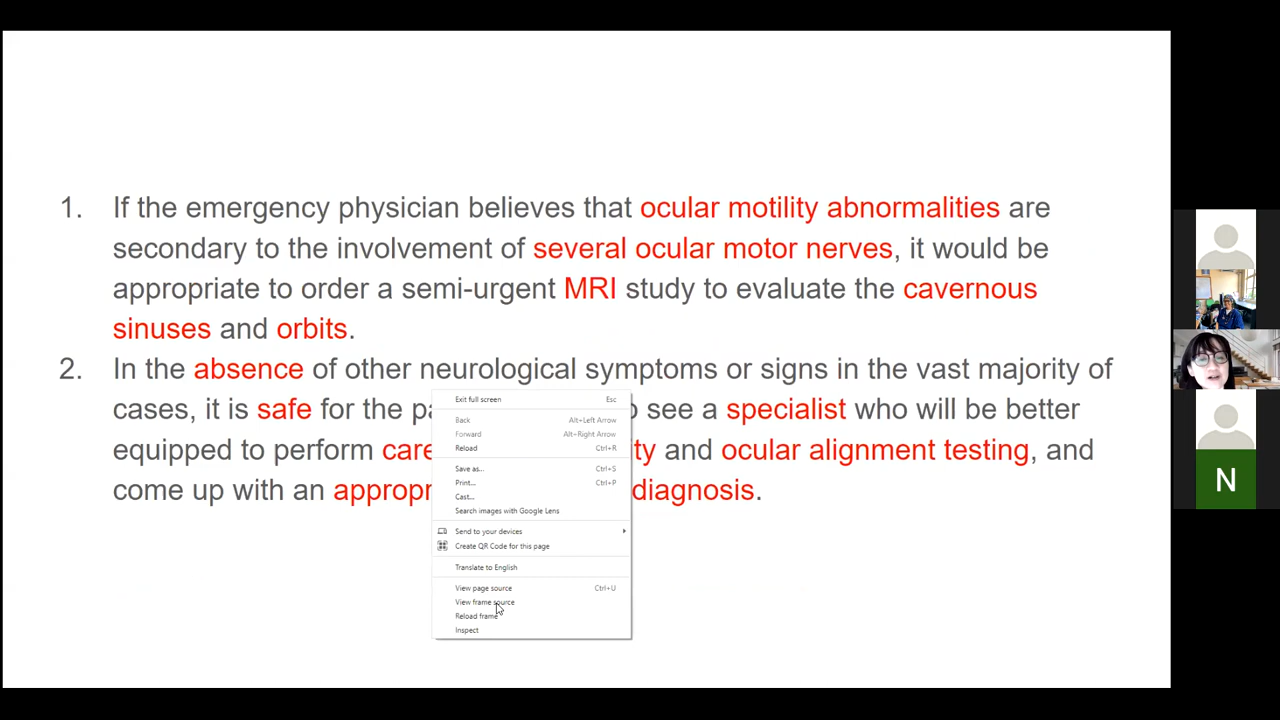 1. If the emergency physician believes that ocular motility abnormalities are
secondary to the involvement of several ocular motor nerves, it would be
appropriate to order a semi-urgent MRI study to evaluate the cavernous
sinuses and orbits.
2. In the absence of other neurological symptoms or signs in the vast majority of
cases, it is safe for the see a specialist who will be better
equipped to perform and ocular alignment testing, and
come up with an diagnosis.
Exit full screen Esc
Back Alt+Left Arrow
Forward Alt+Right Arrow
Reload Ctrl+R
Save as... Ctrl+S
Print... Ctrl+P
Cast...
Search images with Google Lens
Send to your devices
Create QR Code for this page
Translate to English
View page source Ctrl+U
View frame source
Reload frame
Inspect
N